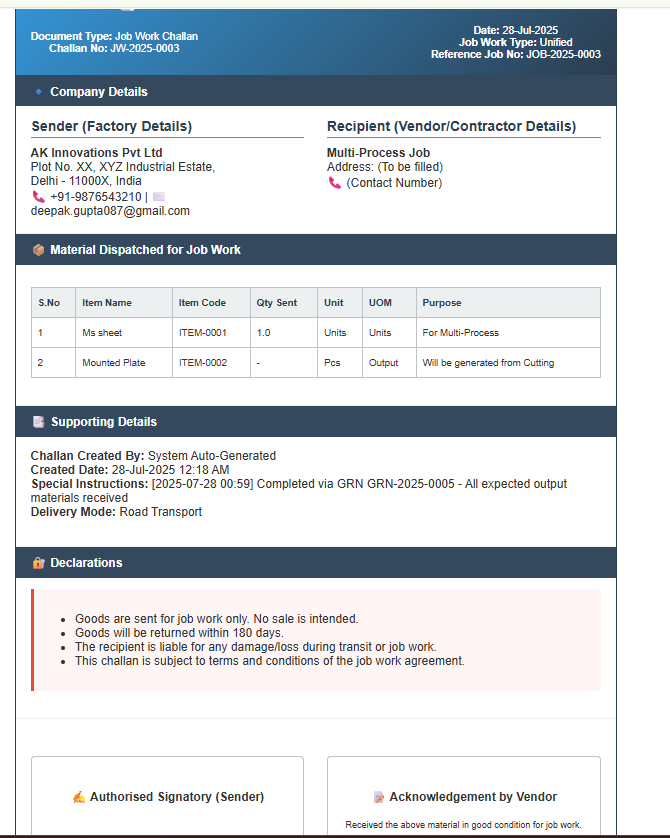 Document Type: Job Work Challan
Challan No: JW-2025-0003
Date: 28-Jul-2025
Job Work Type: Unified
Reference Job No: JOB-2025-0003
Company Details
Sender (Factory Details)
AK Innovations Pvt Ltd
Plot No. XX, XYZ Industrial Estate,
Delhi - 11000X, India
+91-9876543210 |
deepak.gupta087@gmail.com
Recipient (Vendor/Contractor Details)
Multi-Process Job
Address: (To be filled)
(Contact Number)
Material Dispatched for Job Work
S.No Item Name Item Code Qty Sent Unit UOM Purpose
1 Ms sheet ITEM-0001 1.0 Units Units For Multi-Process
2 Mounted Plate ITEM-0002 - Pcs Output Will be generated from Cutting
Supporting Details
Challan Created By: System Auto-Generated
Created Date: 28-Jul-2025 12:18 AM
Special Instructions: [2025-07-28 00:59] Completed via GRN GRN-2025-0005 - All expected output
materials received
Delivery Mode: Road Transport
Declarations
• Goods are sent for job work only. No sale is intended.
• Goods will be returned within 180 days.
• The recipient is liable for any damage/loss during transit or job work.
• This challan is subject to terms and conditions of the job work agreement.
Authorised Signatory (Sender)
Acknowledgement by Vendor
Received the above material in good condition for job work.